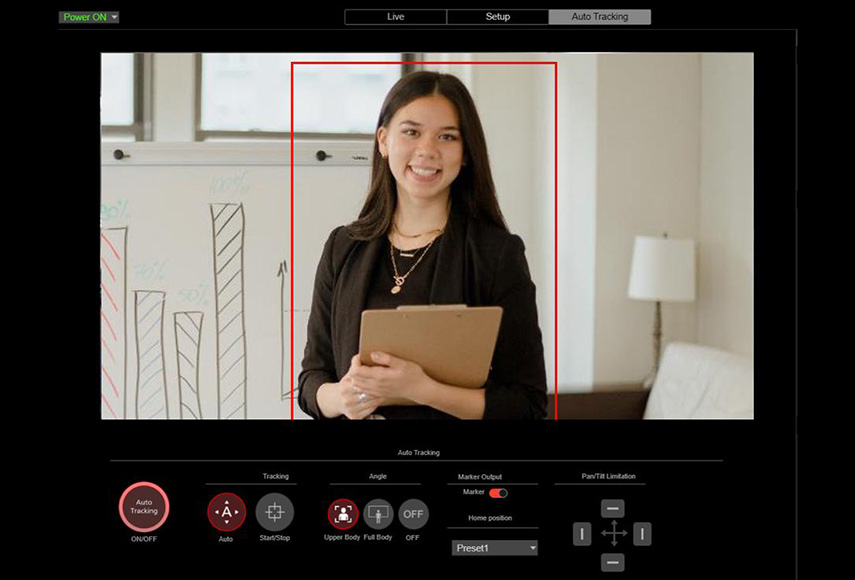 Power ON
Live
Setup
Auto Tracking
100%
70%
50%
Auto Tracking
Tracking
Angle
Marker Output
Pan/Tilt Limitation
Marker
Auto
Tracking
A
OFF
Home position
ON/OFF
Auto
Start/Stop
Upper Body
Full Body
OFF
Preset1